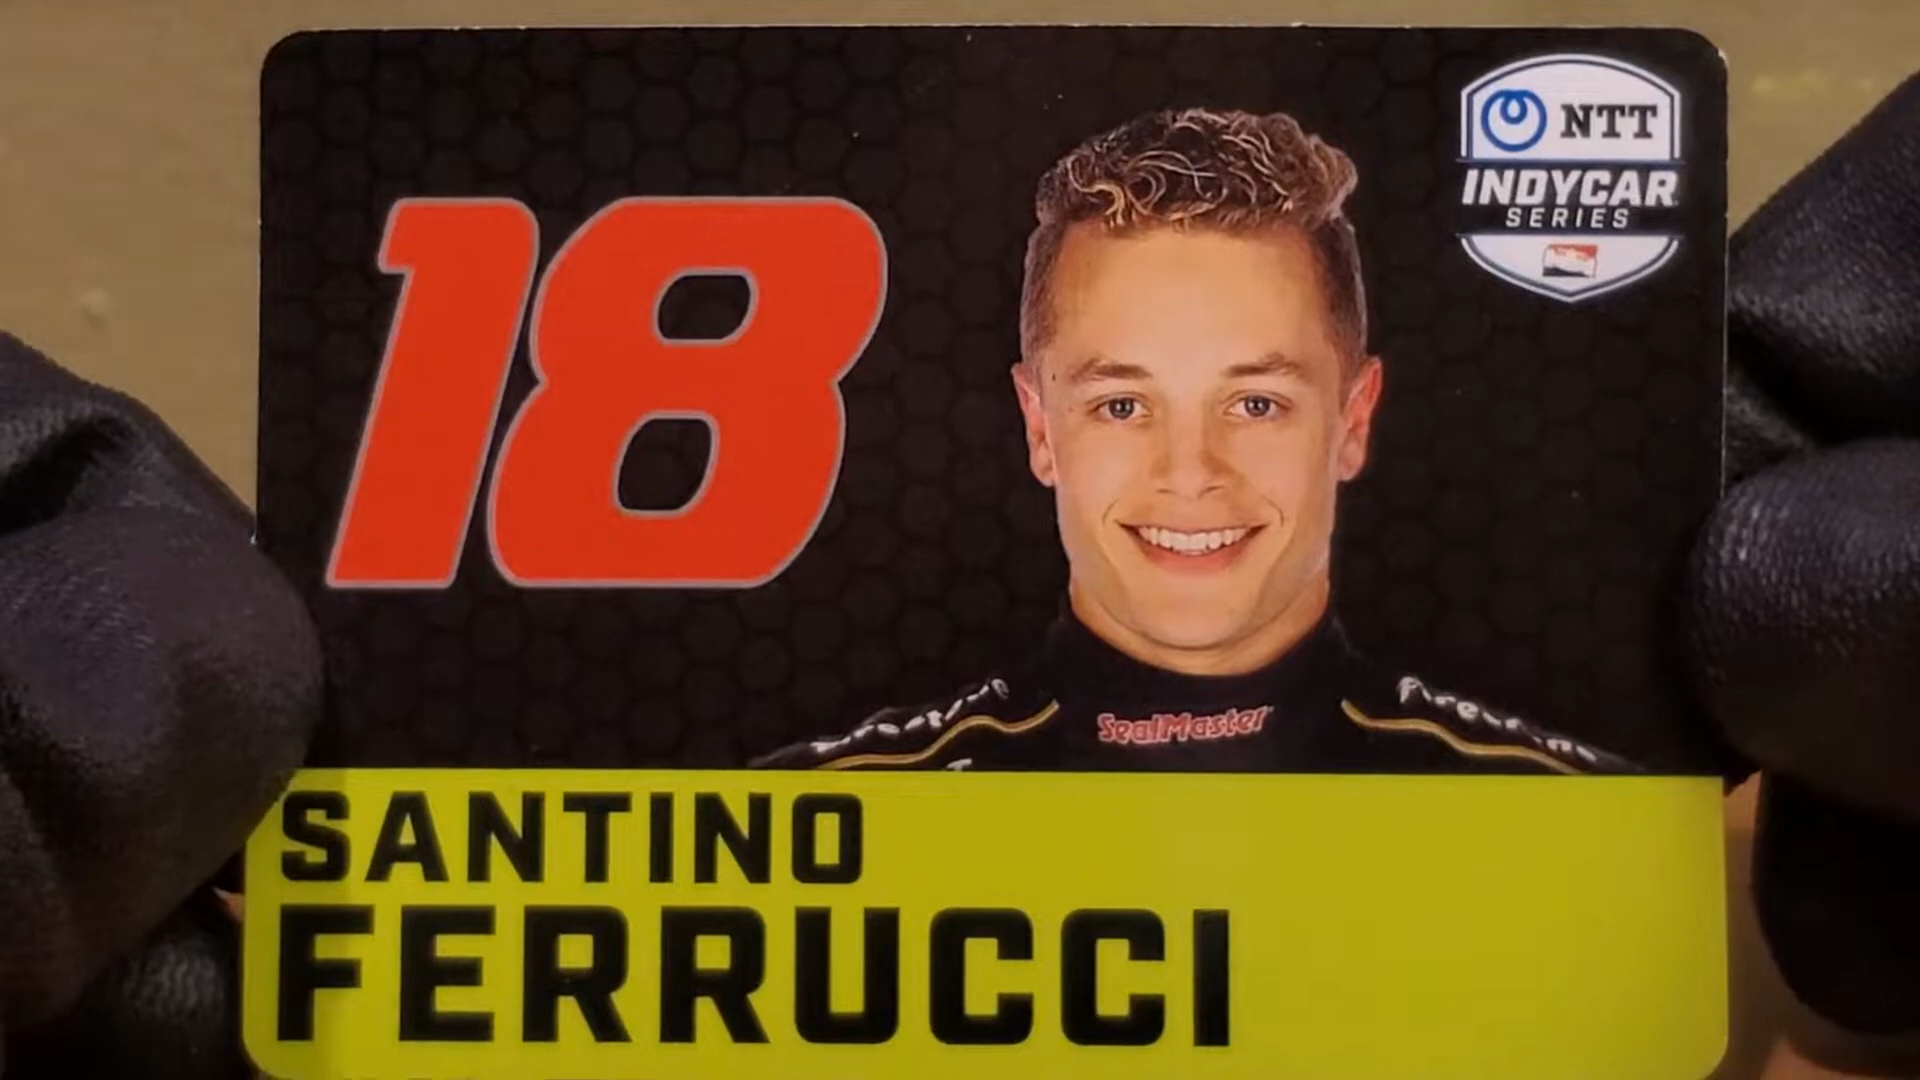 18
NTT
INDYCAR
SERIES
SealMaster
SANTINO
FERRUCCI